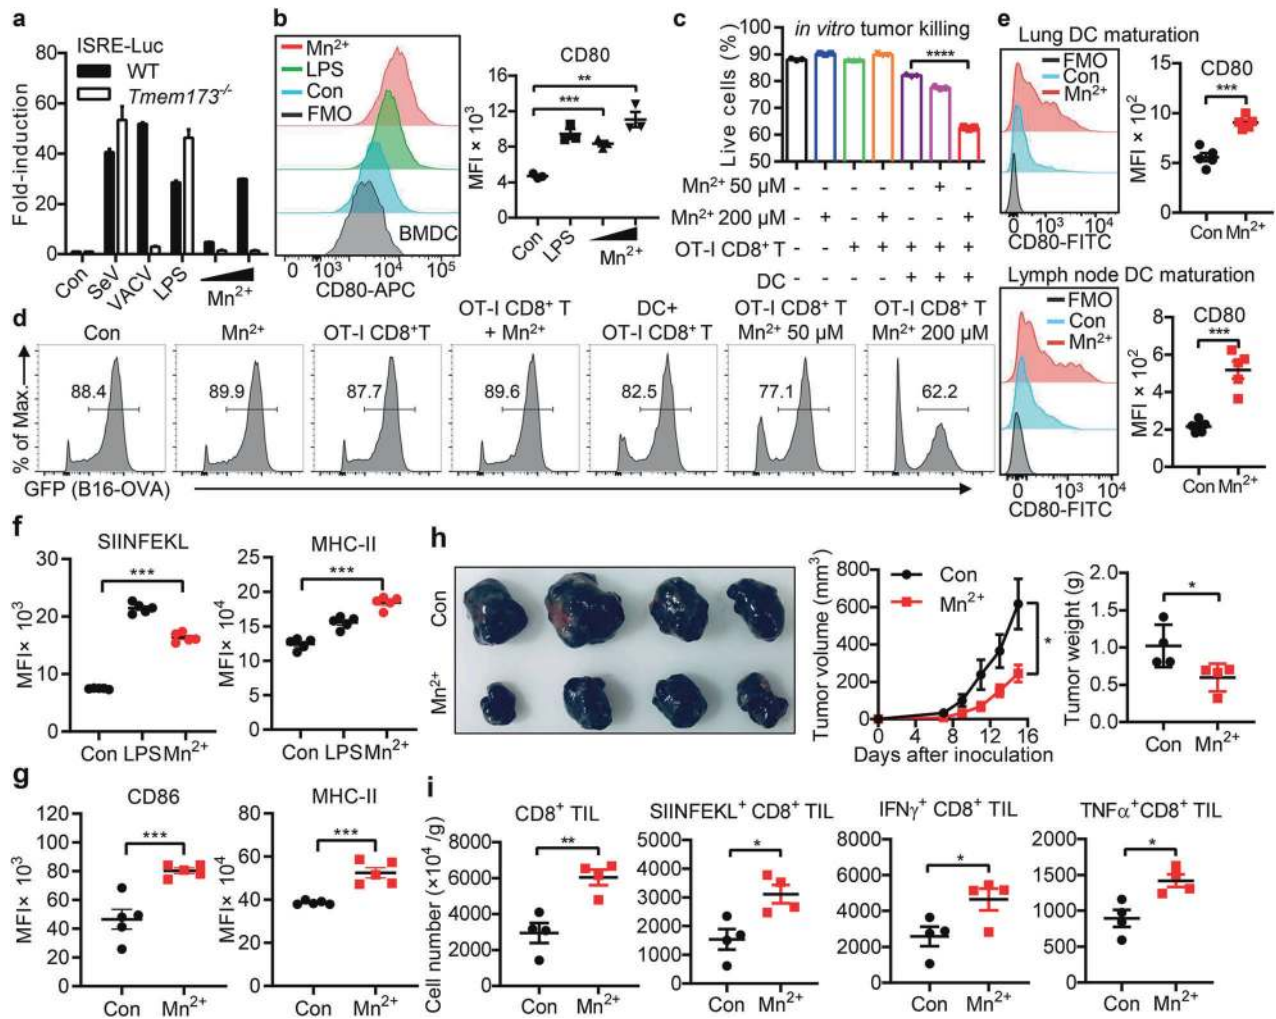 a
ISRE-Luc
WT
Tmem173-/-
Fold-induction
80
60
40
20
0
Con
SeV
VACV
LPS
Mn²⁺
b
Mn²⁺
LPS
Con
FMO
BMDC
0 10³ 10⁴ 10⁵
CD80-APC
CD80
MFI × 10³
15
10
5
0
Con
LPS
Mn²⁺
**
***
c
in vitro tumor killing
Live cells (%)
100
90
80
70
60
50
****
Mn²⁺ 50 µM - - - - - + -
Mn²⁺ 200 µM - + - + - - +
OT-I CD8⁺ T - - + + + + +
DC - - - - + + +
d
Con
Mn²⁺
OT-I CD8⁺T
OT-I CD8⁺ T
+ Mn²⁺
DC+
OT-I CD8⁺ T
OT-I CD8⁺ T
Mn²⁺ 50 µM
OT-I CD8⁺ T
Mn²⁺ 200 µM
% of Max.
88.4
89.9
87.7
89.6
82.5
77.1
62.2
GFP (B16-OVA)
e
Lung DC maturation
FMO
Con
Mn²⁺
0 10³ 10⁴
CD80-FITC
CD80
***
MFI × 10²
15
10
5
0
Con Mn²⁺
Lymph node DC maturation
FMO
Con
Mn²⁺
0 10³ 10⁴
CD80-FITC
CD80
***
MFI × 10²
8
6
4
2
0
Con Mn²⁺
f
SIINFEKL
***
MFI× 10³
30
20
10
0
Con LPS Mn²⁺
MHC-II
***
MFI× 10⁴
25
20
15
10
5
0
Con LPS Mn²⁺
g
CD86
***
MFI× 10³
120
100
80
60
40
20
0
Con Mn²⁺
MHC-II
***
MFI× 10⁴
80
60
40
20
0
Con Mn²⁺
h
Con
Mn²⁺
Tumor volume (mm³)
800
600
400
200
0
Con
Mn²⁺
*
0 4 8 12 16
Days after inoculation
Tumor weight (g)
2.0
1.5
1.0
0.5
0.0
*
Con Mn²⁺
i
CD8⁺ TIL
**
Cell number (×10⁴ /g)
8000
6000
4000
2000
0
Con Mn²⁺
SIINFEKL⁺ CD8⁺ TIL
*
5000
4000
3000
2000
1000
0
Con Mn²⁺
IFNγ⁺ CD8⁺ TIL
*
8000
6000
4000
2000
0
Con Mn²⁺
TNFα⁺CD8⁺ TIL
*
2000
1500
1000
500
0
Con Mn²⁺